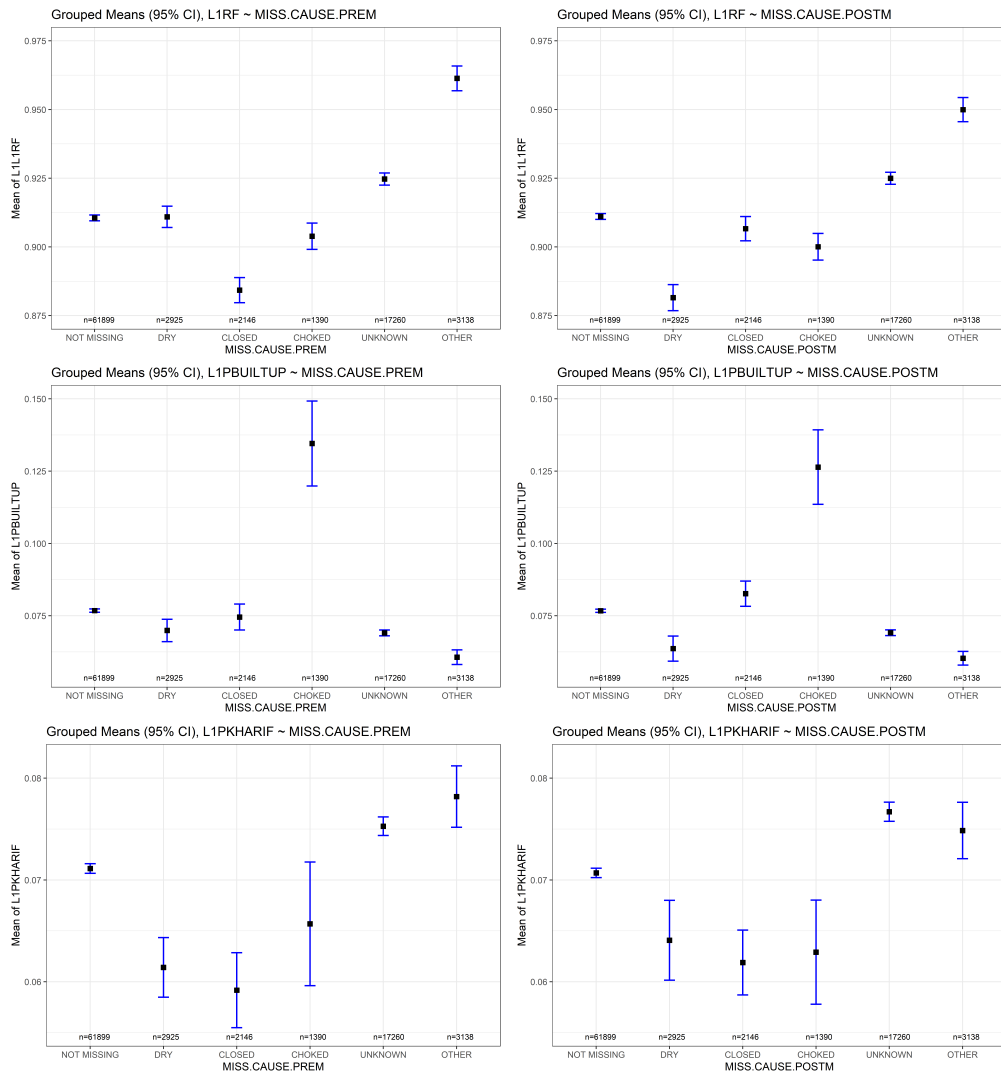 Grouped Means (95% CI), L1RF ~ MISS.CAUSE.PREM
Mean of L1L1RF
0.975
0.950
0.925
0.900
0.875
n=61899 n=2925 n=2146 n=1390 n=17260 n=3138
NOT MISSING DRY CLOSED CHOKED UNKNOWN OTHER
MISS.CAUSE.PREM
Grouped Means (95% CI), L1RF ~ MISS.CAUSE.POSTM
Mean of L1L1RF
0.975
0.950
0.925
0.900
0.875
n=61899 n=2925 n=2146 n=1390 n=17260 n=3138
NOT MISSING DRY CLOSED CHOKED UNKNOWN OTHER
MISS.CAUSE.POSTM
Grouped Means (95% CI), L1PBUILTUP ~ MISS.CAUSE.PREM
Mean of L1PBUILTUP
0.150
0.125
0.100
0.075
n=61899 n=2925 n=2146 n=1390 n=17260 n=3138
NOT MISSING DRY CLOSED CHOKED UNKNOWN OTHER
MISS.CAUSE.PREM
Grouped Means (95% CI), L1PBUILTUP ~ MISS.CAUSE.POSTM
Mean of L1PBUILTUP
0.150
0.125
0.100
0.075
n=61899 n=2925 n=2146 n=1390 n=17260 n=3138
NOT MISSING DRY CLOSED CHOKED UNKNOWN OTHER
MISS.CAUSE.POSTM
Grouped Means (95% CI), L1PKHARIF ~ MISS.CAUSE.PREM
Mean of L1PKHARIF
0.08
0.07
0.06
n=61899 n=2925 n=2146 n=1390 n=17260 n=3138
NOT MISSING DRY CLOSED CHOKED UNKNOWN OTHER
MISS.CAUSE.PREM
Grouped Means (95% CI), L1PKHARIF ~ MISS.CAUSE.POSTM
Mean of L1PKHARIF
0.08
0.07
0.06
n=61899 n=2925 n=2146 n=1390 n=17260 n=3138
NOT MISSING DRY CLOSED CHOKED UNKNOWN OTHER
MISS.CAUSE.POSTM